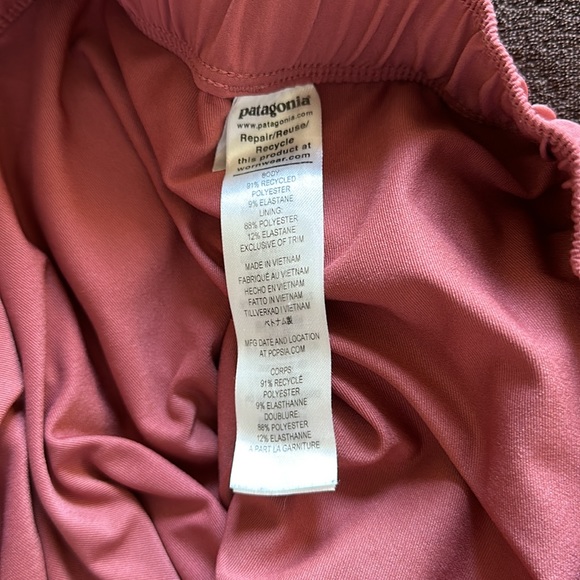 patagonia
www.patagonia.com
Repair/Reuse/
Recycle
this product at
wornwear.com
BODY:
91% RECYCLED
POLYESTER
9% ELASTANE
LINING:
88% POLYESTER
12% ELASTANE
EXCLUSIVE OF TRIM
MADE IN VIETNAM
FABRIQUÉ AU VIETNAM
HECHO EN VIETNAM
FATTO IN VIETNAM
TILLVERKAD I VIETNAM
ベトナム製
MFG DATE AND LOCATION
AT PCPSIA.COM
CORPS:
91% RECYCLÉ
POLYESTER
9% ELASTHANNE
DOUBLURE:
88% POLYESTER
12% ELASTHANNE
À PART LA GARNITURE